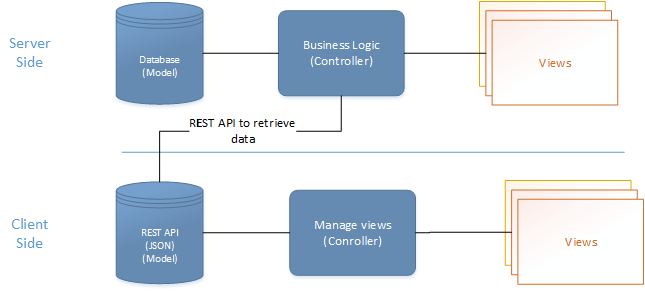 Server
Side
Database
(Model)
Business Logic
(Controller)
Views
REST API to retrieve
data
Client
Side
REST API
(JSON)
(Model)
Manage views
(Conroller)
Views